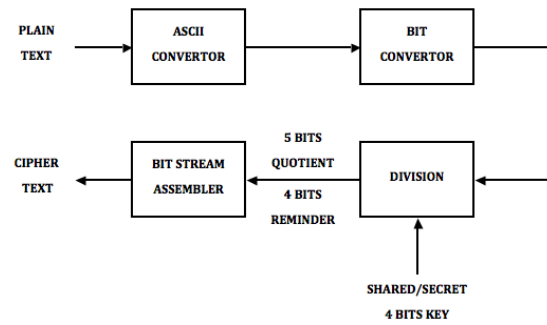 PLAIN
TEXT
ASCII
CONVERTOR
BIT
CONVERTOR
CIPHER
TEXT
BIT STREAM
ASSEMBLER
5 BITS
QUOTIENT
4 BITS
REMINDER
DIVISION
SHARED/SECRET
4 BITS KEY